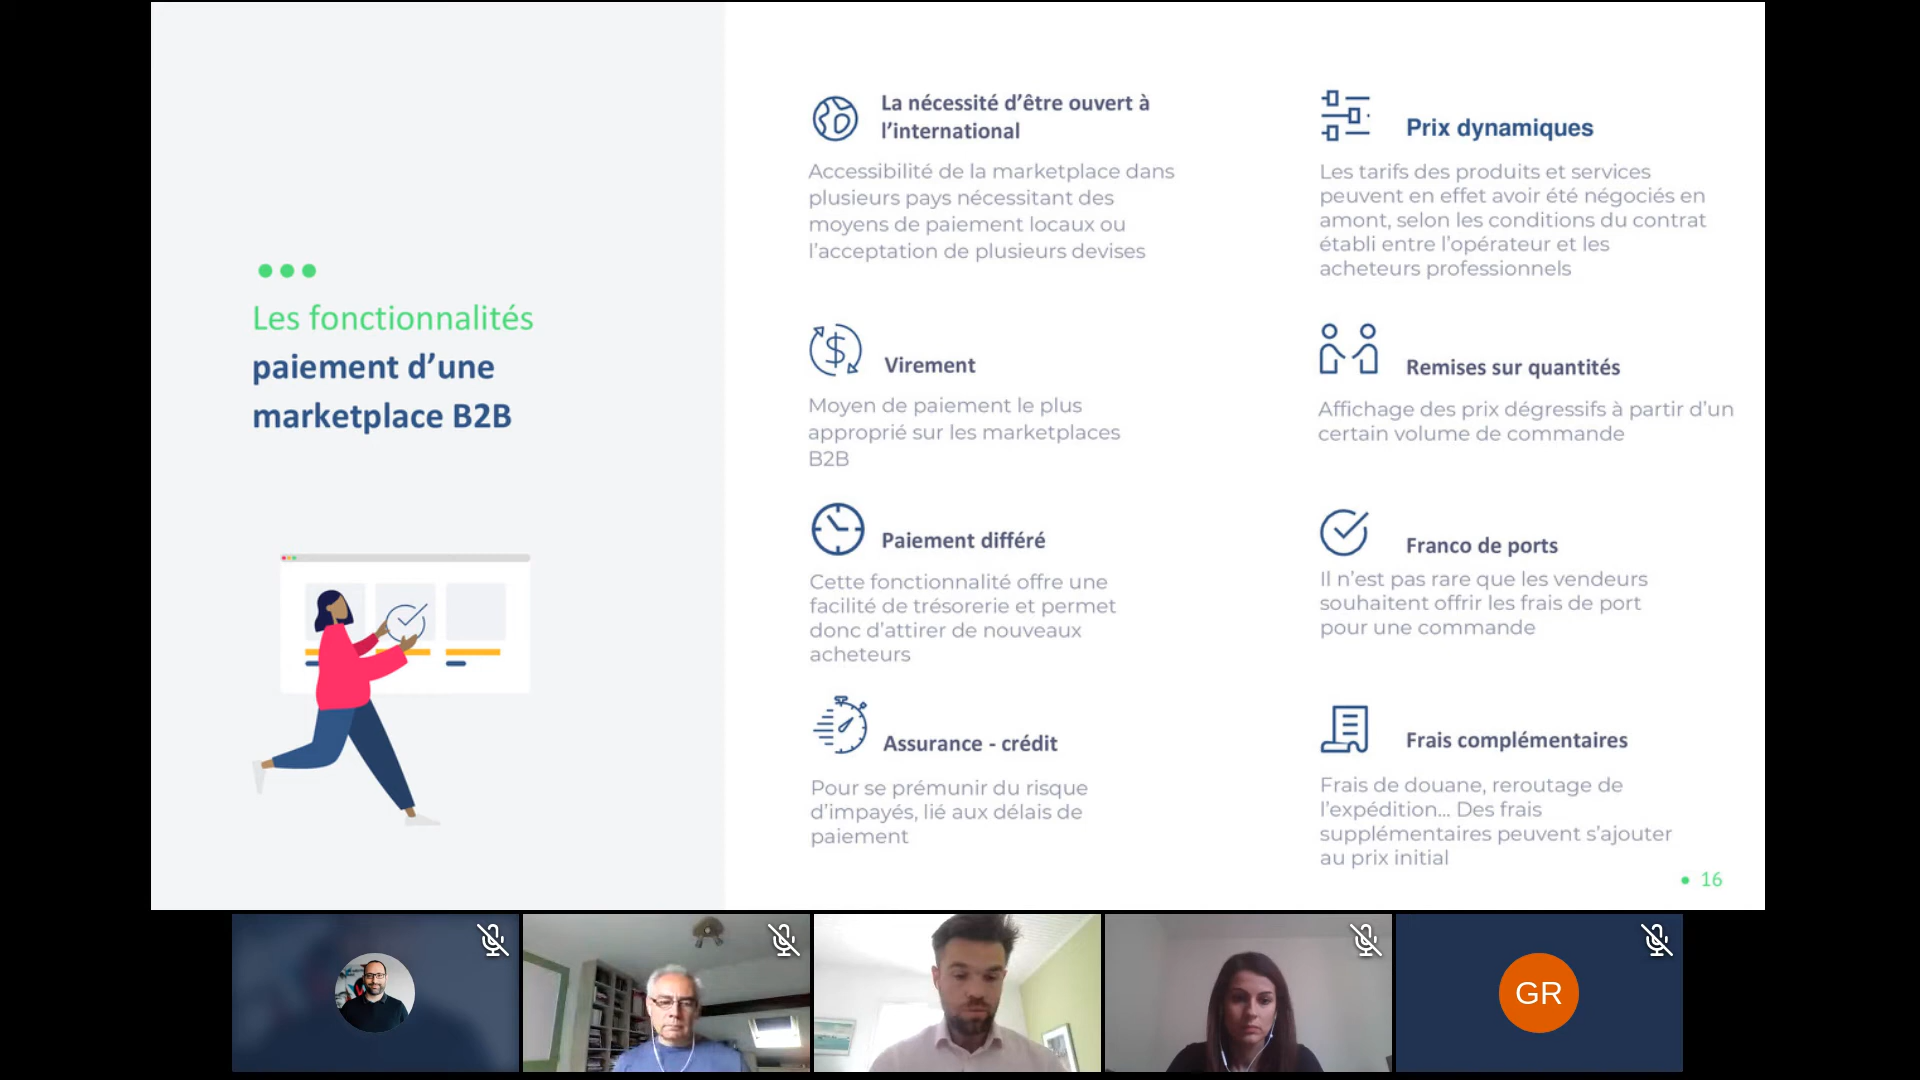 Les fonctionnalités
paiement d’une
marketplace B2B
La nécessité d’être ouvert à
l’international
Accessibilité de la marketplace dans
plusieurs pays nécessitant des
moyens de paiement locaux ou
l’acceptation de plusieurs devises
Virement
Moyen de paiement le plus
approprié sur les marketplaces
B2B
Paiement différé
Cette fonctionnalité offre une
facilité de trésorerie et permet
donc d’attirer de nouveaux
acheteurs
Assurance - crédit
Pour se prémunir du risque
d’impayés, lié aux délais de
paiement
Prix dynamiques
Les tarifs des produits et services
peuvent en effet avoir été négociés en
amont, selon les conditions du contrat
établi entre l’opérateur et les
acheteurs professionnels
Remises sur quantités
Affichage des prix dégressifs à partir d’un
certain volume de commande
Franco de ports
Il n’est pas rare que les vendeurs
souhaitent offrir les frais de port
pour une commande
Frais complémentaires
Frais de douane, reroutage de
l’expédition... Des frais
supplémentaires peuvent s’ajouter
au prix initial
16
GR